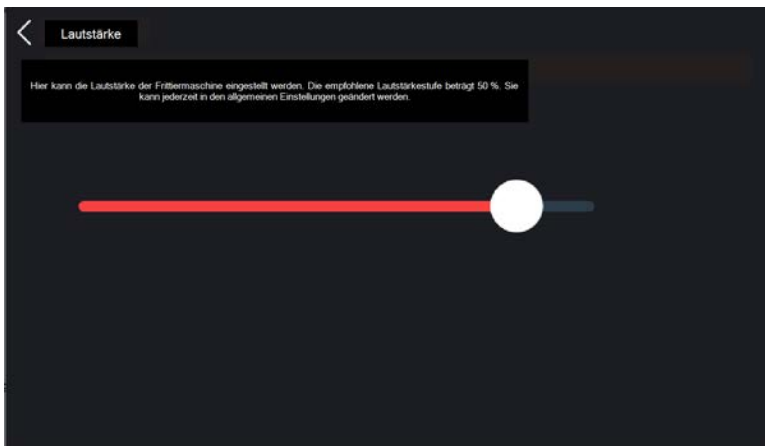 Lautstärke
Hier kann die Lautstärke der Frittiermaschine eingestellt werden. Die empfohlene Lautstärkestufe beträgt 50 %. Sie
kann jederzeit in den allgemeinen Einstellungen geändert werden.